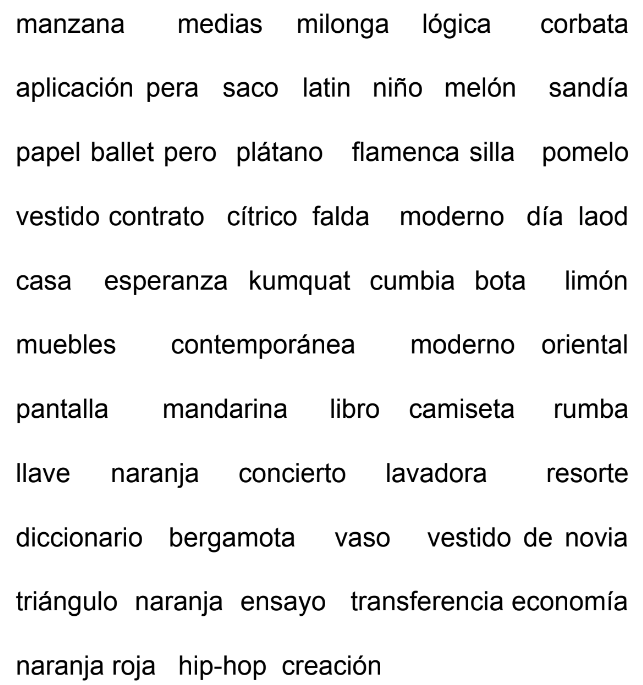 manzana medias milonga lógica corbata
aplicación pera saco latin niño melón sandía
papel ballet pero plátano flamenca silla pomelo
vestido contrato cítrico falda moderno día laod
casa esperanza kumquat cumbia bota limón
muebles contemporánea moderno oriental
pantalla mandarina libro camiseta rumba
llave naranja concierto lavadora resorte
diccionario bergamota vaso vestido de novia
triángulo naranja ensayo transferencia economía
naranja roja hip-hop creación